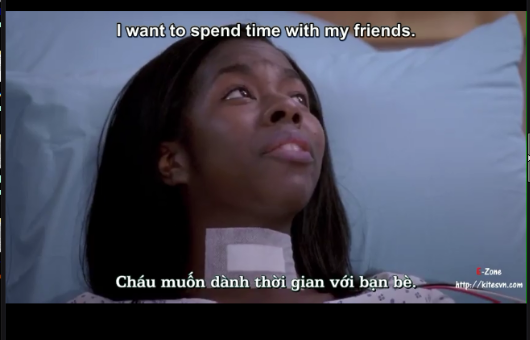 I want to spend time with my friends.
Cháu muốn dành thời gian với bạn bè.
K-Zone
http://kitesvn.com